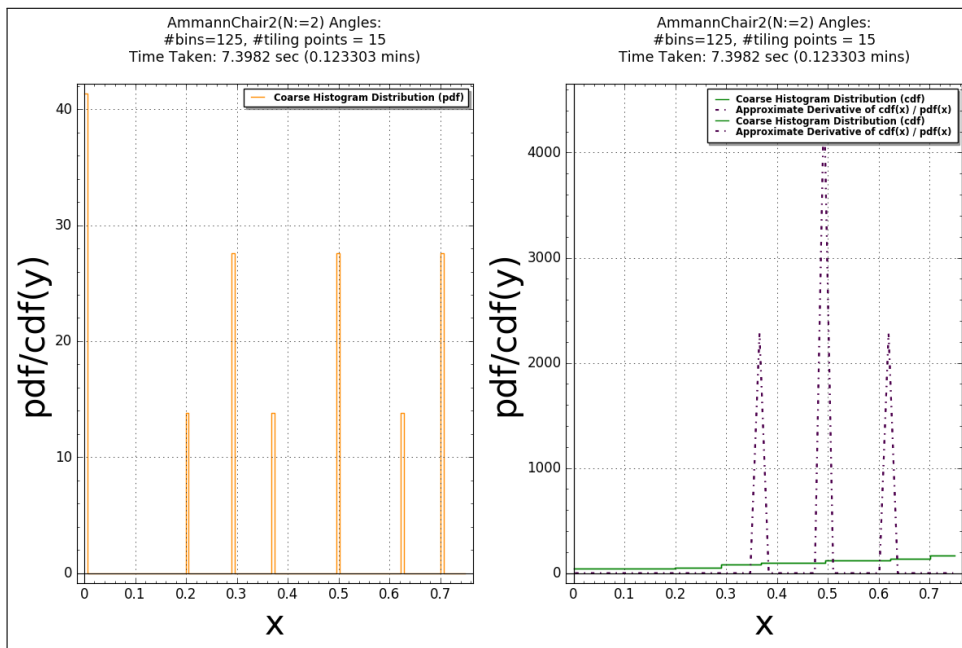 AmmannChair2(N:=2) Angles:
#bins=125, #tiling points = 15
Time Taken: 7.3982 sec (0.123303 mins)
Coarse Histogram Distribution (pdf)
40
30
20
10
0
0
0.1
0.2
0.3
0.4
0.5
0.6
0.7
pdf/cdf(y)
x
AmmannChair2(N:=2) Angles:
#bins=125, #tiling points = 15
Time Taken: 7.3982 sec (0.123303 mins)
Coarse Histogram Distribution (cdf)
Approximate Derivative of cdf(x) / pdf(x)
Coarse Histogram Distribution (cdf)
Approximate Derivative of cdf(x) / pdf(x)
4000
3000
2000
1000
0
0
0.1
0.2
0.3
0.4
0.5
0.6
0.7
pdf/cdf(y)
x